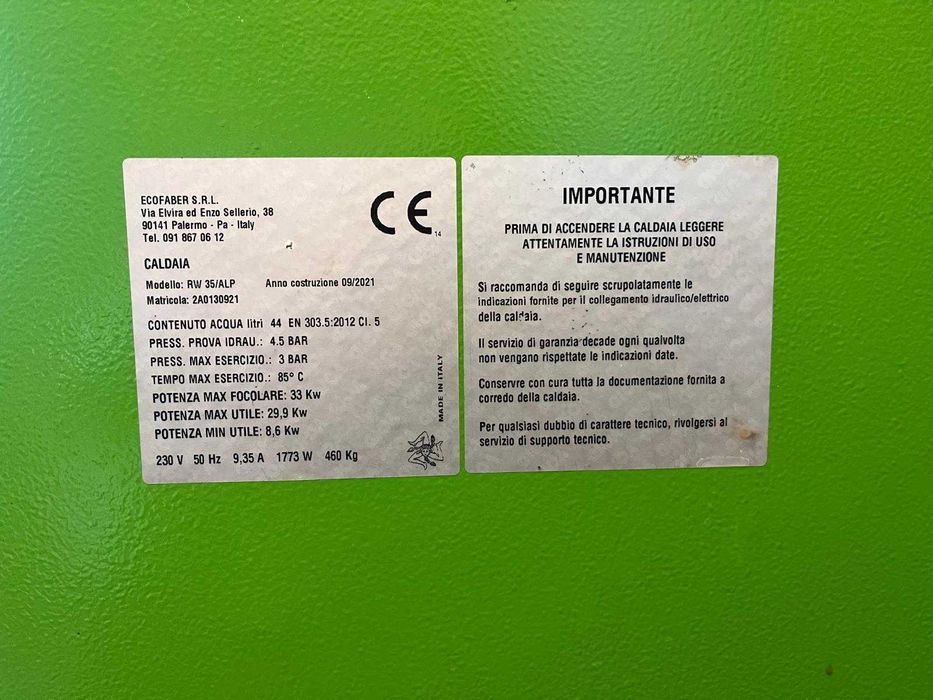 ECOFABER S.R.L.
Via Elvira ed Enzo Sellerio, 38
90141 Palermo - Pa - Italy
Tel. 091 867 06 12
CE
14
CALDAIA
Modello: RW 35/ALP Anno costruzione 09/2021
Matricola: 2A0130921
CONTENUTO ACQUA litri 44 EN 303.5:2012 Cl. 5
PRESS. PROVA IDRAU.: 4.5 BAR
PRESS. MAX ESERCIZIO.: 3 BAR
TEMPO MAX ESERCIZIO.: 85° C
POTENZA MAX FOCOLARE: 33 Kw
POTENZA MAX UTILE: 29,9 Kw
POTENZA MIN UTILE: 8,6 Kw
230 V 50 Hz 9,35 A 1773 W 460 Kg
MADE IN ITALY
IMPORTANTE
PRIMA DI ACCENDERE LA CALDAIA LEGGERE
ATTENTAMENTE LA ISTRUZIONI DI USO
E MANUTENZIONE
Si raccomanda di seguire scrupolatamente le
indicazioni fornite per il collegamento idraulico/elettrico
della caldaia.
Il servizio di garanzia decade ogni qualvolta
non vengano rispettate le indicazioni date.
Conservre con cura tutta la documentazione fornita a
corredo della caldaia.
Per qualsiasi dubbio di carattere tecnico, rivolgersi al
servizio di supporto tecnico.